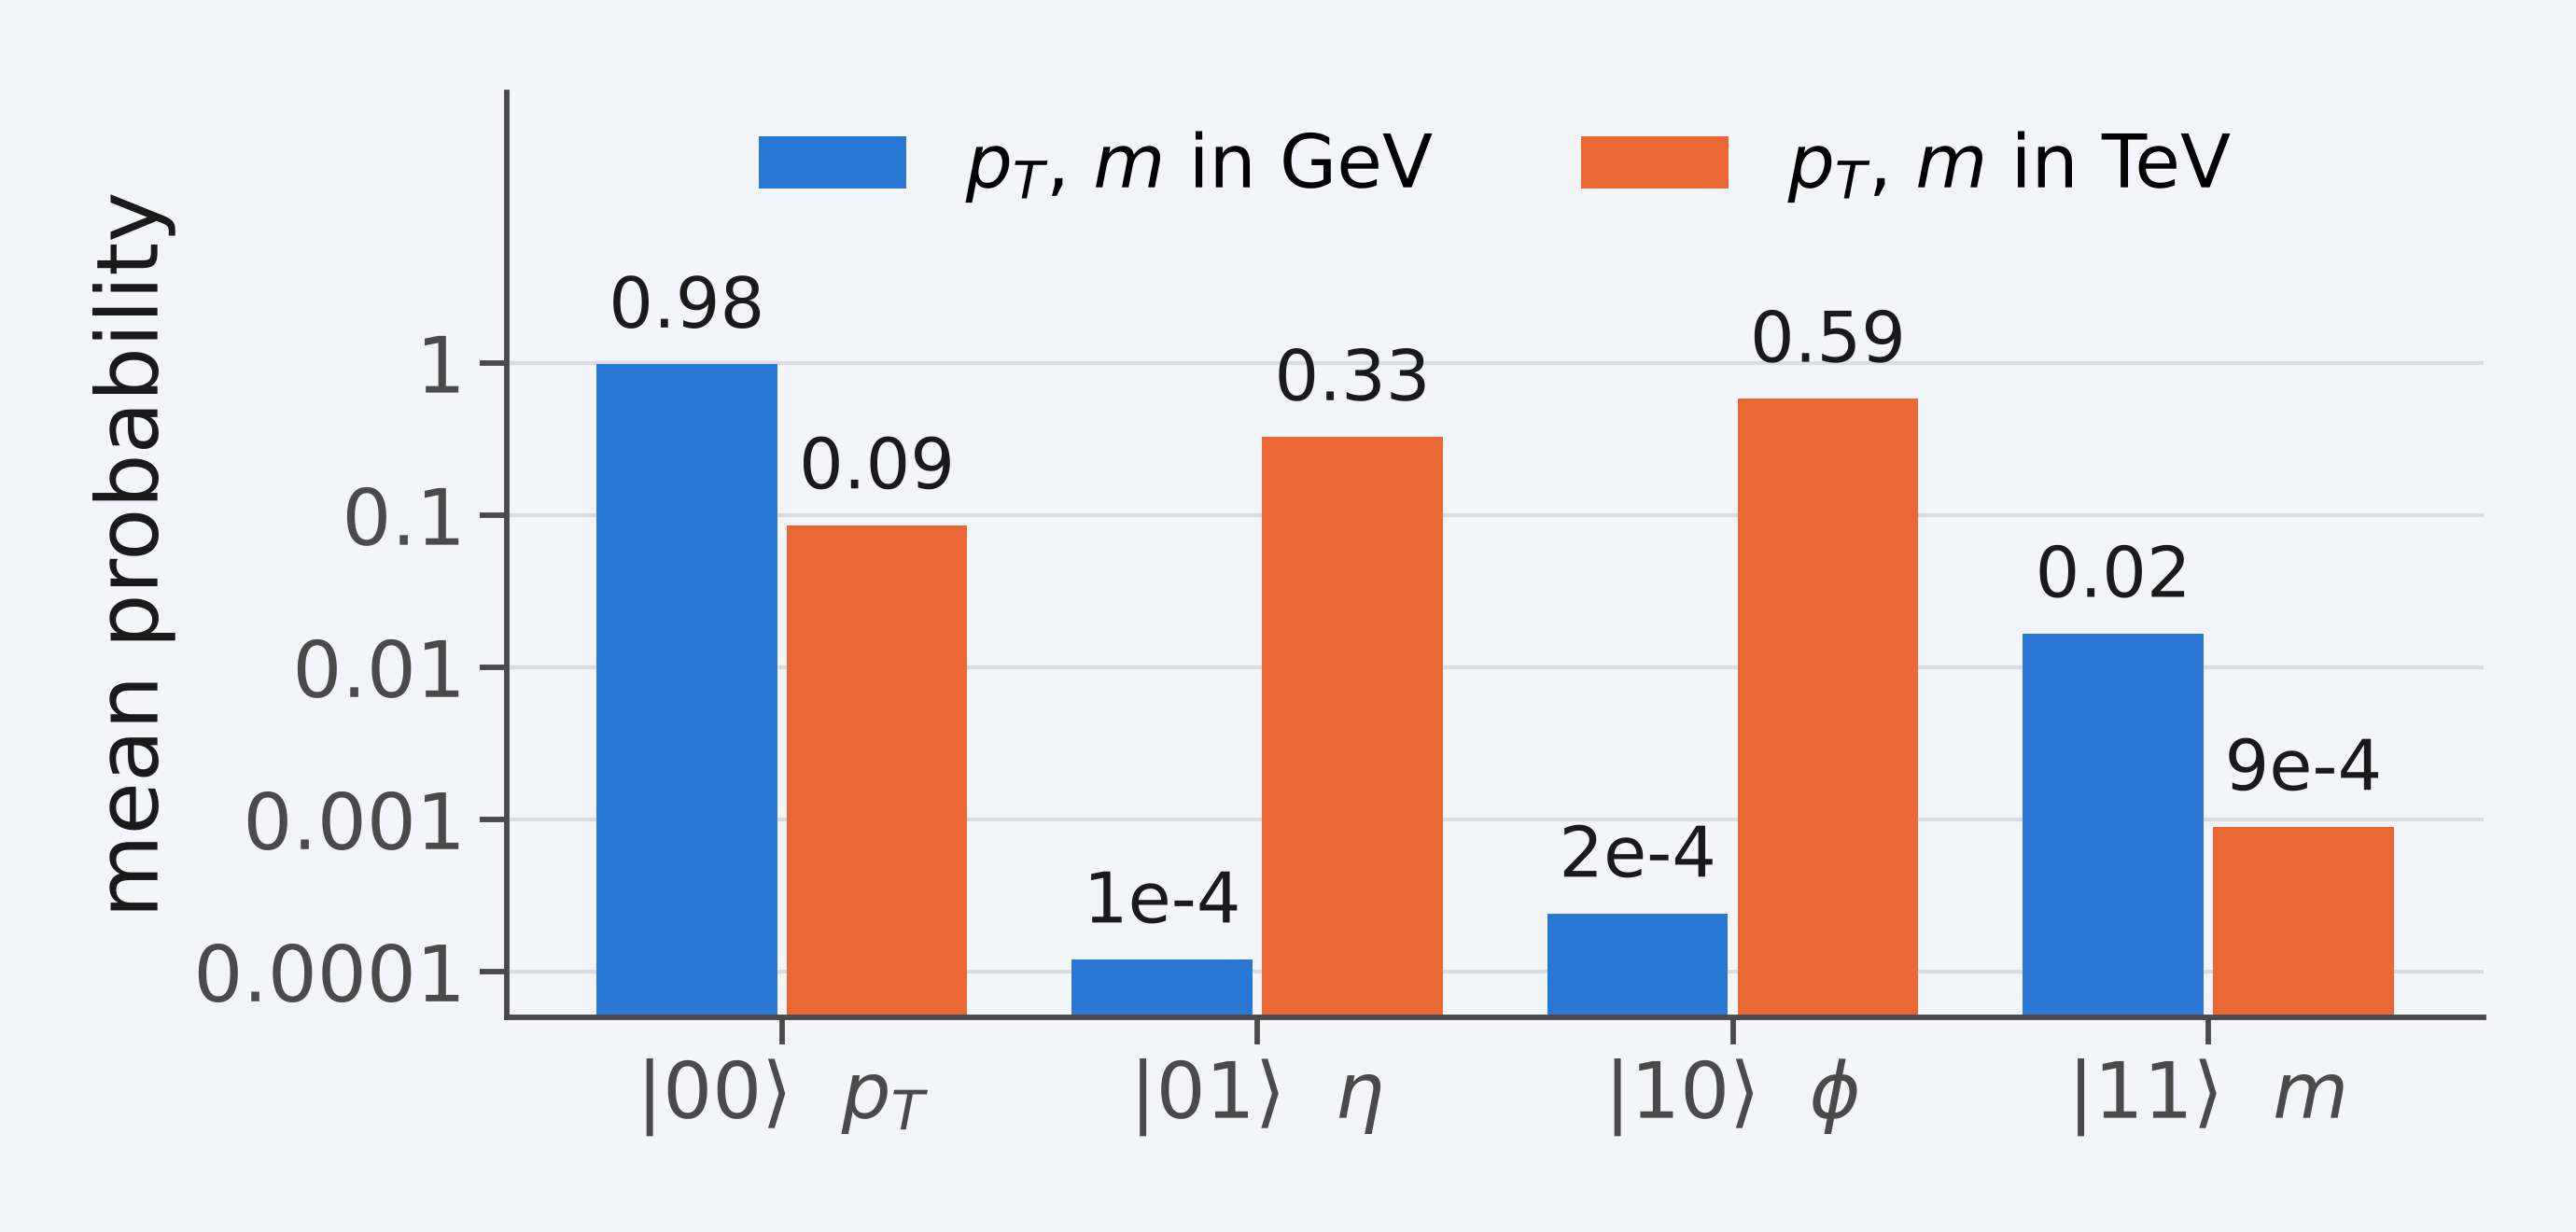 p_T, m in GeV
p_T, m in TeV
mean probability
1
0.1
0.01
0.001
0.0001
0.98
0.09
1e-4
0.33
2e-4
0.59
0.02
9e-4
|00⟩ p_T
|01⟩ η
|10⟩ ϕ
|11⟩ m